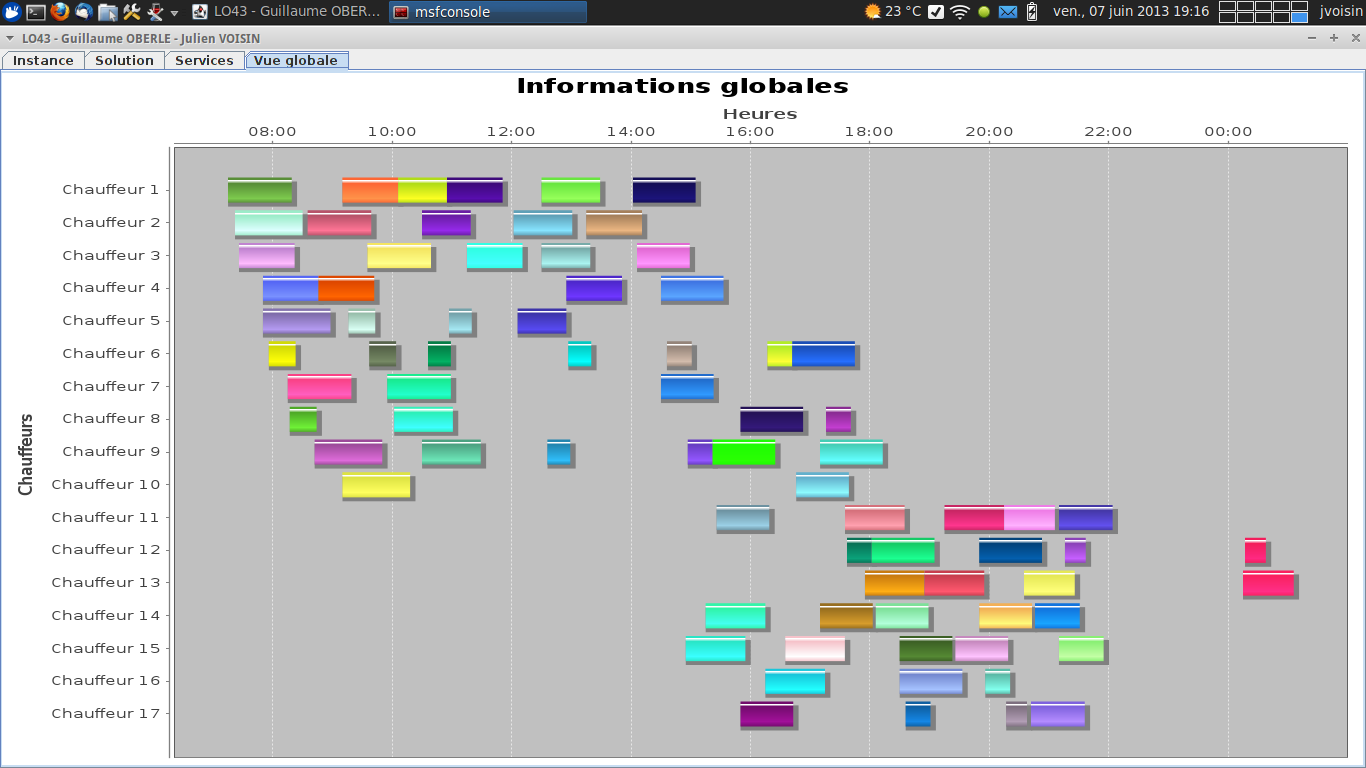 LO43 - Guillaume OBER... msfconsole 23 °C ven., 07 juin 2013 19:16 jvoisin
LO43 - Guillaume OBERLE - Julien VOISIN
Instance Solution Services Vue globale
Informations globales
Heures
08:00 10:00 12:00 14:00 16:00 18:00 20:00 22:00 00:00
Chauffeurs
Chauffeur 1
Chauffeur 2
Chauffeur 3
Chauffeur 4
Chauffeur 5
Chauffeur 6
Chauffeur 7
Chauffeur 8
Chauffeur 9
Chauffeur 10
Chauffeur 11
Chauffeur 12
Chauffeur 13
Chauffeur 14
Chauffeur 15
Chauffeur 16
Chauffeur 17